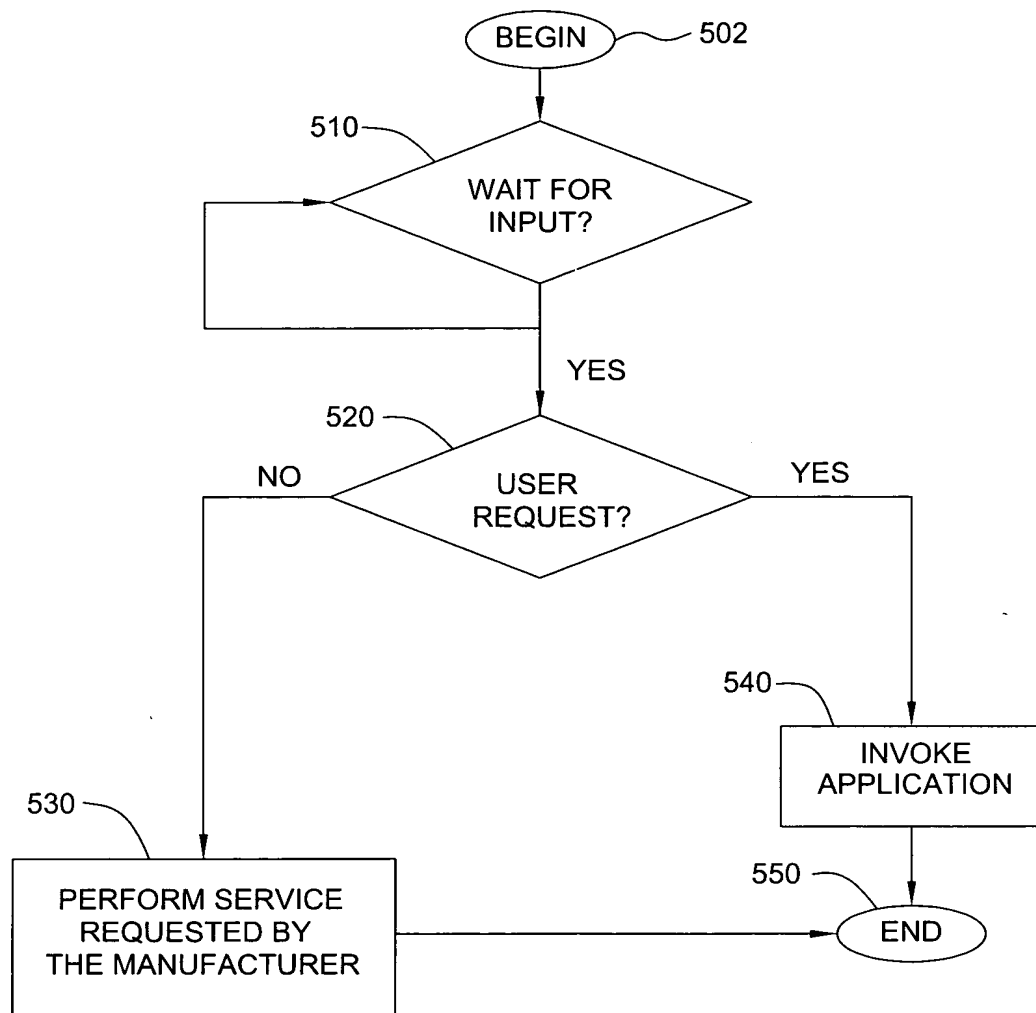 BEGIN
502
510
WAIT FOR
INPUT?
YES
520
NO
USER
REQUEST?
YES
540
INVOKE
APPLICATION
530
PERFORM SERVICE
REQUESTED BY
THE MANUFACTURER
550
END